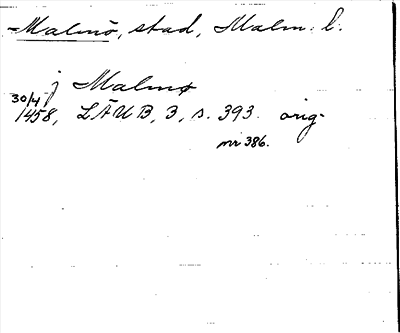 -Malmö, stad, Malm. l.
j Malmø
30/4
1458, LÄUB, 3, s. 393. orig.
nr 386.